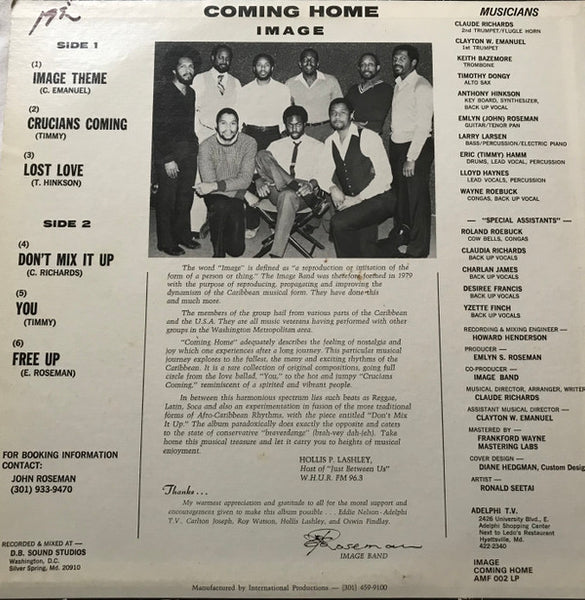 1982
COMING HOME
IMAGE
SIDE 1
(1)
IMAGE THEME
(C. EMANUEL)
(2)
CRUCIANS COMING
(TIMMY)
(3)
LOST LOVE
(T. HINKSON)
SIDE 2
(4)
DON'T MIX IT UP
(C. RICHARDS)
(5)
YOU
(TIMMY)
(6)
FREE UP
(E. ROSEMAN)
FOR BOOKING INFORMATION
CONTACT:
JOHN ROSEMAN
(301) 933-9470
RECORDED & MIXED AT —
D.B. SOUND STUDIOS
Washington, D.C.
Silver Spring, Md. 20910
The word "Image" is defined as "a reproduction or imitation of the
form of a person or thing." The Image Band was therefore formed in 1979
with the purpose of reproducing, propagating and improving the
dynamism of the Caribbean musical form. They have done this
and much more.
The members of the group hail from various parts of the Caribbean
and the U.S.A. They are all music veterans having performed with other
groups in the Washington Metropolitan area.
"Coming Home" adequately describes the feeling of nostalgia and
joy which one experiences after a long journey. This particular musical
journey explores to the fullest, the many and exciting rhythms of the
Caribbean. It is a rare collection of original compositions, going full
circle from the love ballad, "You," to the hot and jumpy "Crucians
Coming," reminiscent of a spirited and vibrant people.
In between this harmonious spectrum lies such beats as Reggae,
Latin, Soca and also an experimentation in fusion of the more traditional
forms of Afro-Caribbean Rhythms, with the piece entitled "Don't Mix
It Up." The album paradoxically does exactly the opposite and caters
to the state of conservative "braverdange" (brah-vey dah-leh). Take
home this musical treasure and let it carry you to heights of musical
enjoyment.
HOLLIS P. LASHLEY,
Host of "Just Between Us"
W.H.U.R. FM 96.3
Thanks...
My warmest appreciation and gratitude to all for the moral support and
encouragement given to make this album possible . . . Eddie Nelson-Adelphi
T.V., Carlton Joseph, Roy Watson, Hollis Lashley, and Oswin Findley.
Roseman
IMAGE BAND
Manufactured by International Productions — (301) 459-9100
MUSICIANS
CLAUDE RICHARDS
2nd TRUMPET/FLUGLE HORN
CLAYTON W. EMANUEL
1st TRUMPET
KEITH BAZEMORE
TROMBONE
TIMOTHY DONGY
ALTO SAX
ANTHONY HINKSON
KEY BOARD, SYNTHESIZER,
BACK UP VOCAL
EMLYN (JOHN) ROSEMAN
GUITAR/TENOR PAN
LARRY LARSEN
BASS/PERCUSSION/ELECTRIC PIANO
ERIC (TIMMY) HAMM
DRUMS, LEAD VOCAL, PERCUSSION
LLOYD HAYNES
LEAD VOCALS, PERCUSSION
WAYNE ROEBUCK
CONGAS, BACK UP VOCAL
— "SPECIAL ASSISTANTS" —
ROLAND ROEBUCK
COW BELLS, CONGAS
CLAUDIA RICHARDS
BACK UP VOCALS
CHARLAN JAMES
BACK UP VOCALS
DESIREE FRANCIS
BACK UP VOCALS
YZETTE FINCH
BACK UP VOCALS
RECORDING & MIXING ENGINEER —
HOWARD HENDERSON
PRODUCER —
EMLYN S. ROSEMAN
CO-PRODUCER —
IMAGE BAND
MUSICAL DIRECTOR, ARRANGER, WRITER
CLAUDE RICHARDS
ASSISTANT MUSICAL DIRECTOR —
CLAYTON W. EMANUEL
MASTERED BY —
FRANKFORD WAYNE
MASTERING LABS
COVER DESIGN —
DIANE HEDGMAN, Custom Desig
ARTIST —
RONALD SEETAI
ADELPHI T.V.
2426 University Blvd., E.
Adelphi Shopping Center
Next to Ledo's Restaurant
Hyattsville, Md.
422-2340
IMAGE
COMING HOME
AMF 002 LP